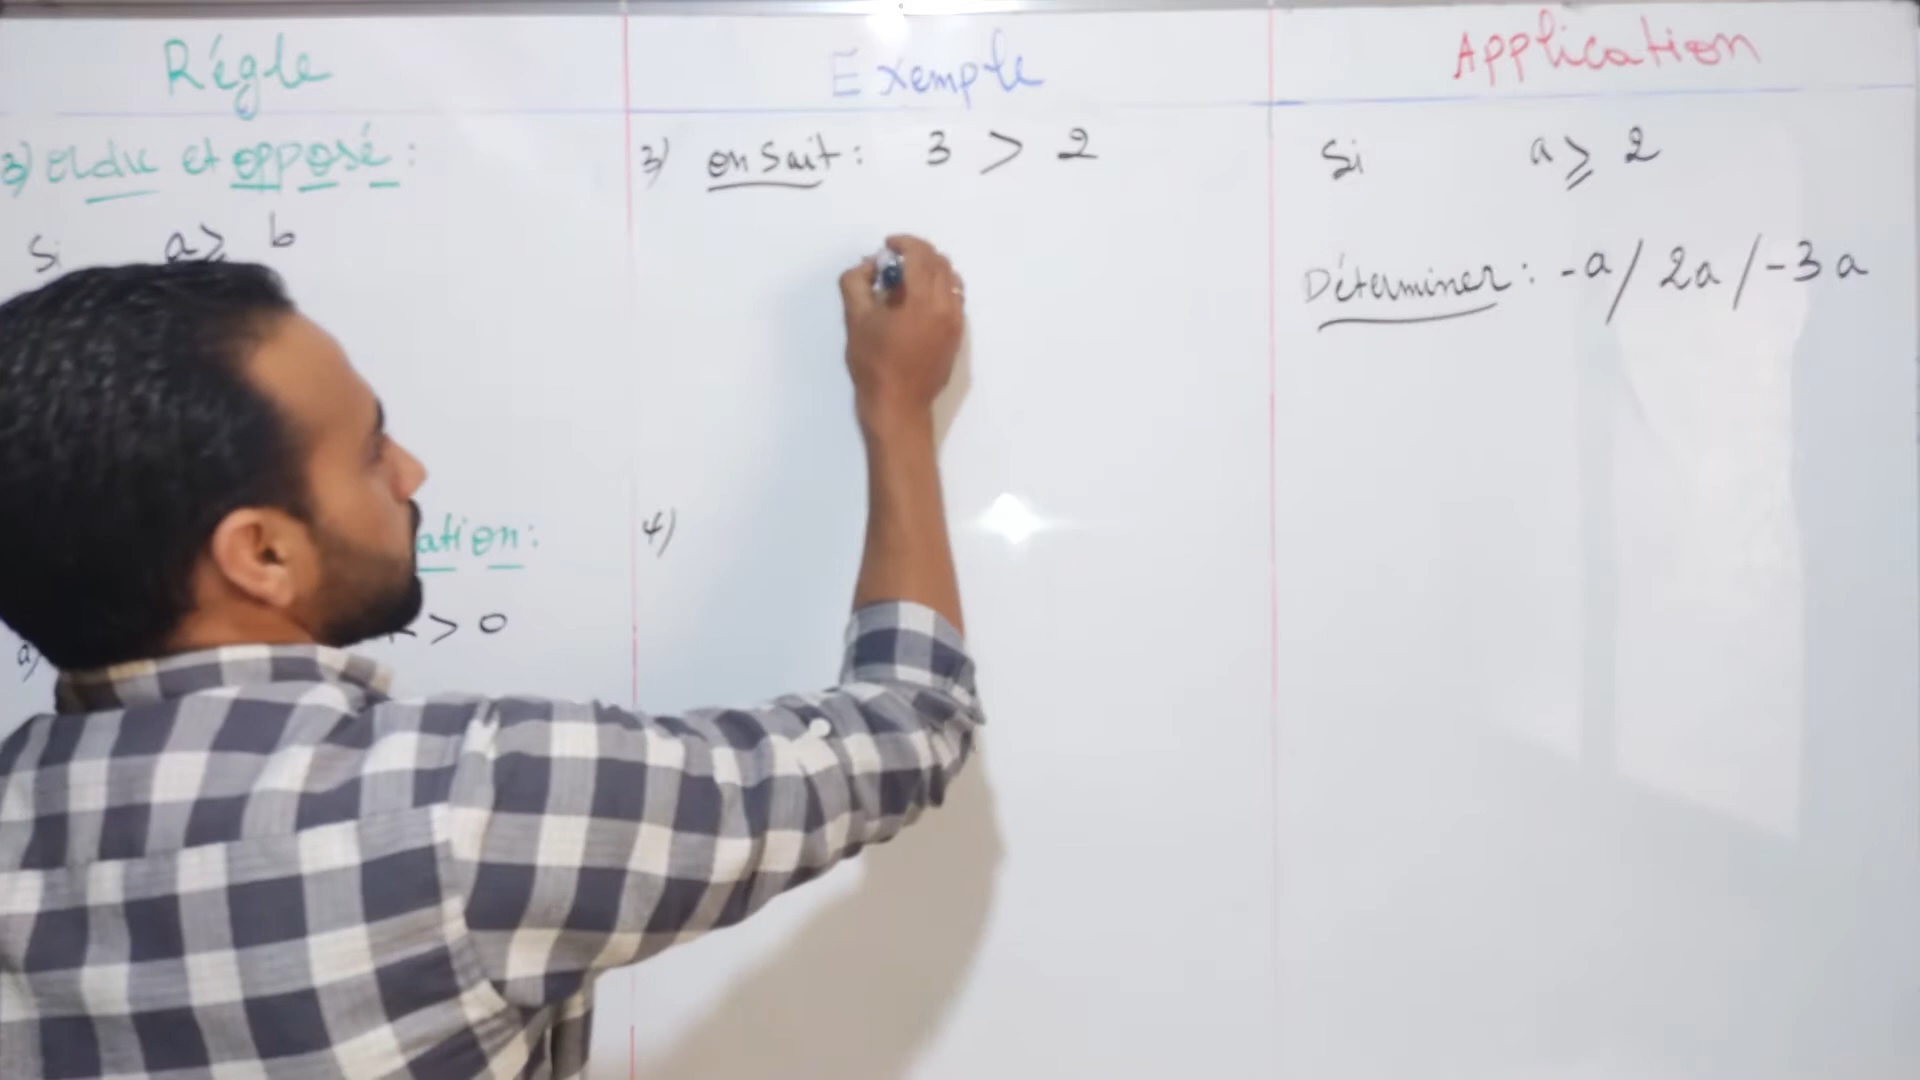 Régle
3) Ordre et opposé :
Si a ≥ b
ation :
> 0
a)
Exemple
3) on Sait : 3 > 2
4)
Application
Si a ≥ 2
Déterminer : -a / 2a / -3a